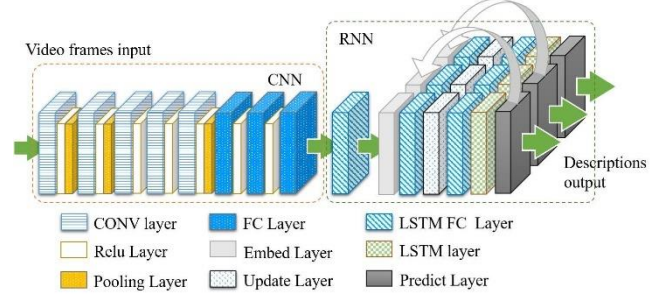 RNN
Video frames input
CNN
Descriptions
output
CONV layer
FC Layer
LSTM FC Layer
Relu Layer
Embed Layer
LSTM layer
Pooling Layer
Update Layer
Predict Layer